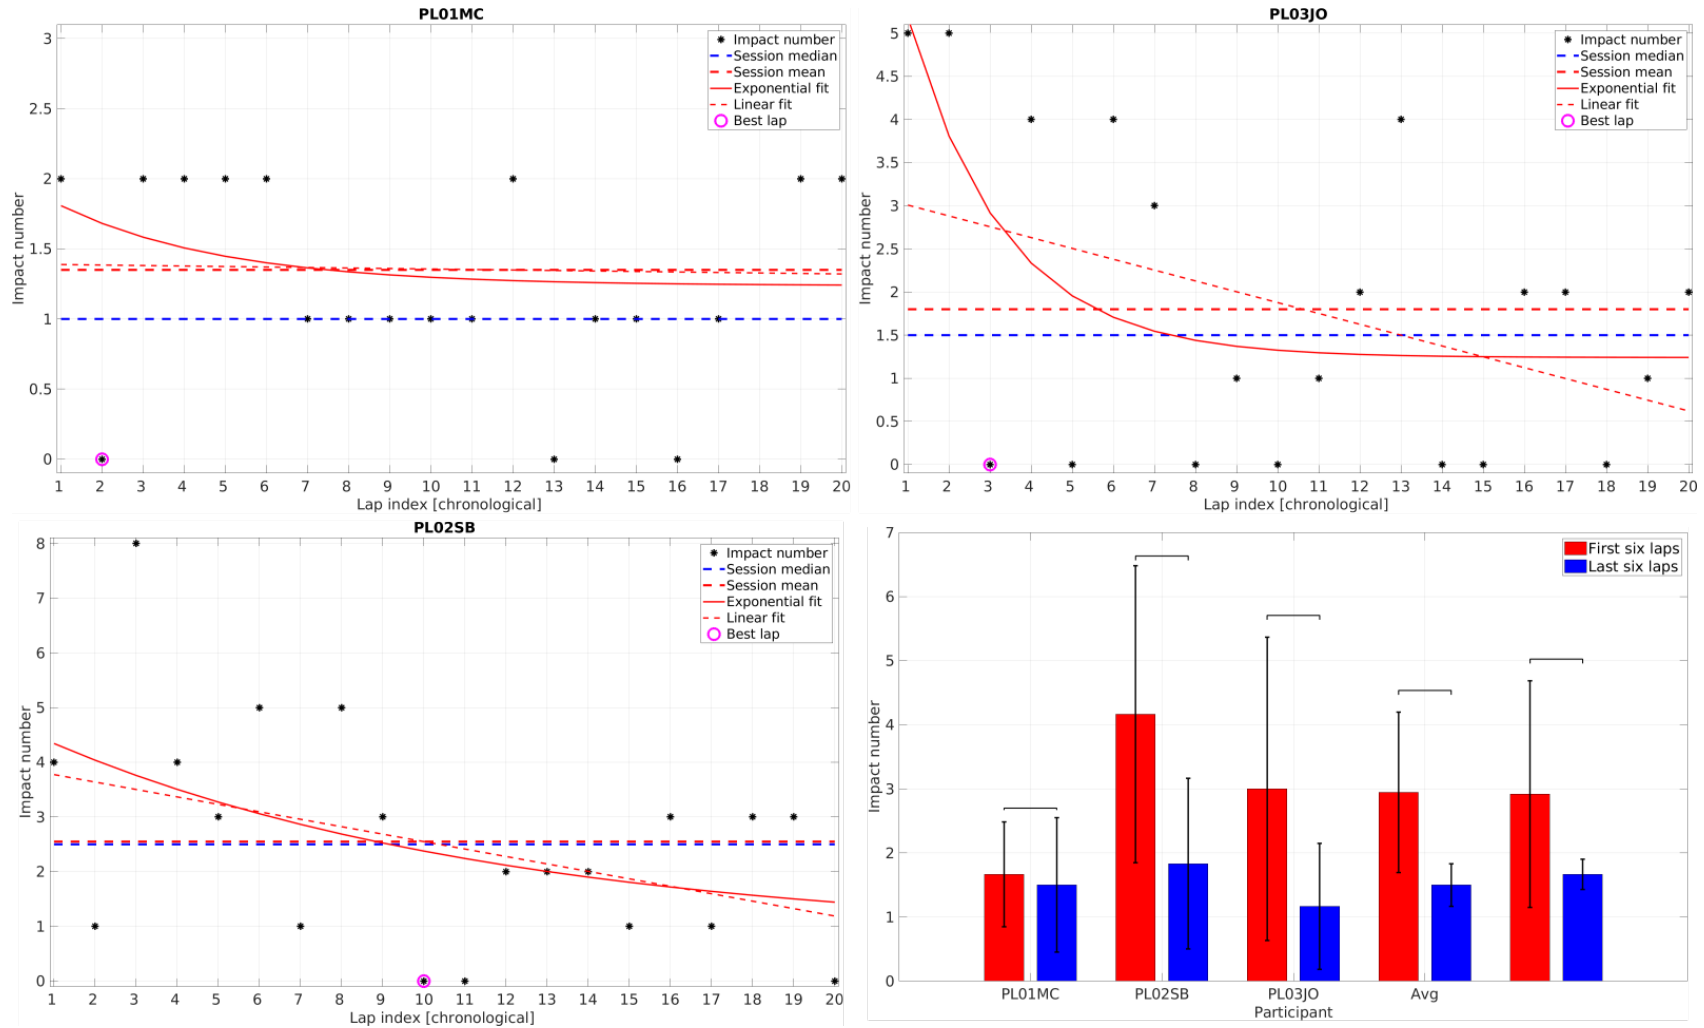 PL01MC
3
2.5
2
1.5
1
0.5
0
Impact number
1 2 3 4 5 6 7 8 9 10 11 12 13 14 15 16 17 18 19 20
Lap index [chronological]
Impact number
Session median
Session mean
Exponential fit
Linear fit
Best lap
PL03JO
5
4.5
4
3.5
3
2.5
2
1.5
1
0.5
0
Impact number
1 2 3 4 5 6 7 8 9 10 11 12 13 14 15 16 17 18 19 20
Lap index [chronological]
Impact number
Session median
Session mean
Exponential fit
Linear fit
Best lap
PL02SB
8
7
6
5
4
3
2
1
0
Impact number
1 2 3 4 5 6 7 8 9 10 11 12 13 14 15 16 17 18 19 20
Lap index [chronological]
Impact number
Session median
Session mean
Exponential fit
Linear fit
Best lap
7
6
5
4
3
2
1
0
Impact number
PL01MC PL02SB PL03JO Avg
Participant
First six laps
Last six laps